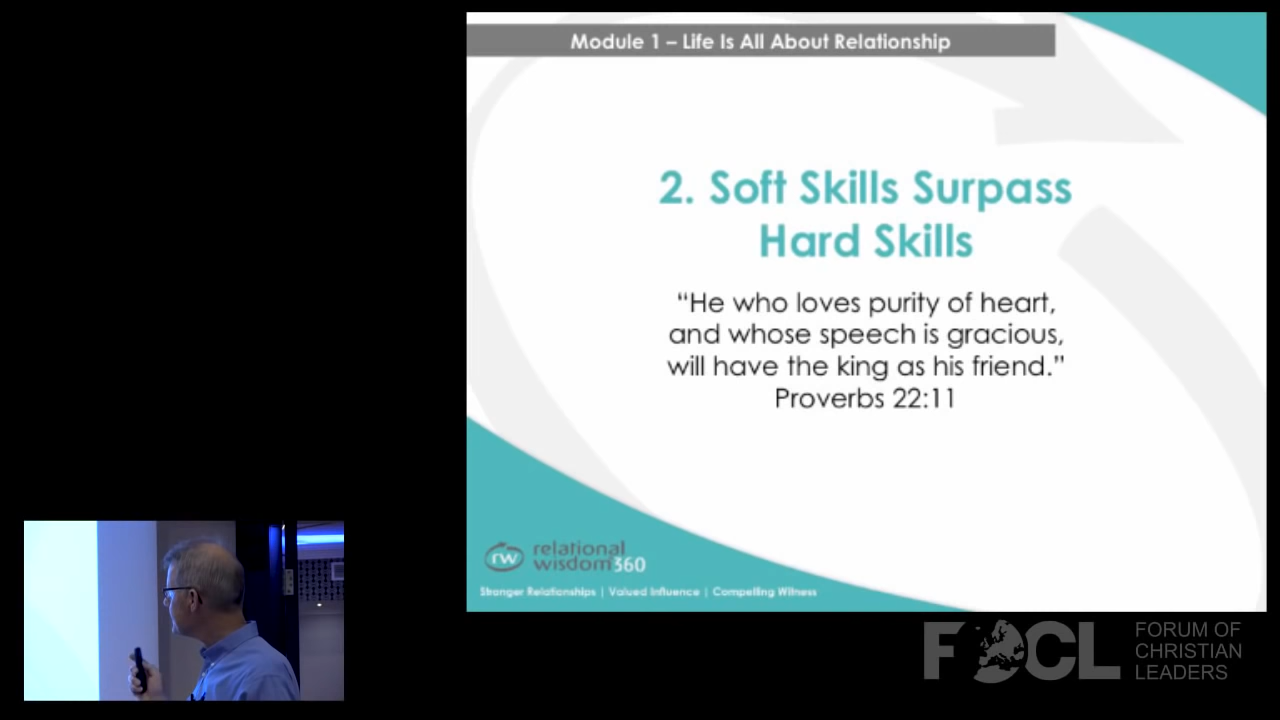 Module 1 – Life Is All About Relationship
2. Soft Skills Surpass
Hard Skills
“He who loves purity of heart,
and whose speech is gracious,
will have the king as his friend.”
Proverbs 22:11
rw
relational
wisdom360
Stronger Relationships | Valued Influence | Compelling Witness
FOCL
FORUM OF
CHRISTIAN
LEADERS